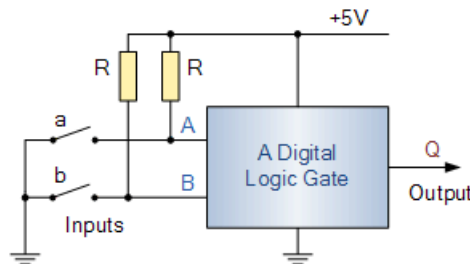 +5V
R R
a
A
A Digital
Logic Gate
Q
b
B
Output
Inputs